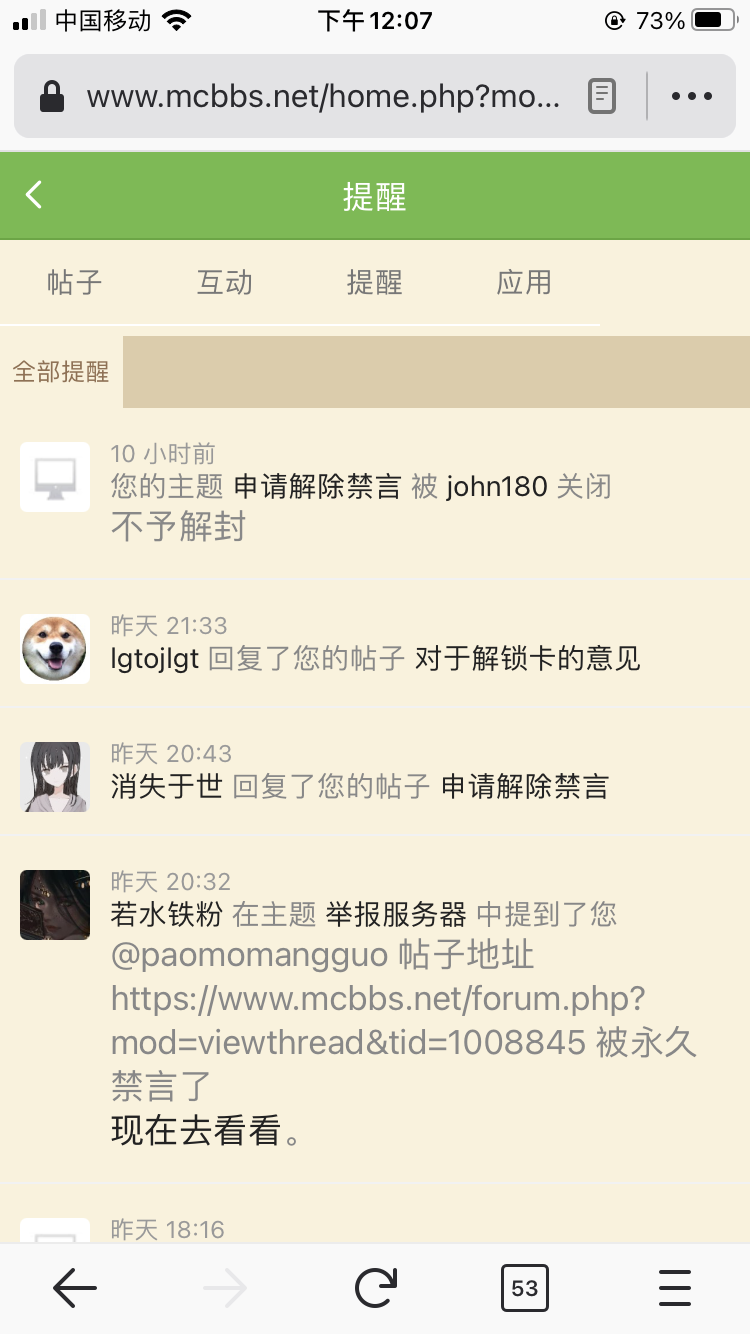 中国移动 下午12:07 73%
www.mcbbs.net/home.php?mo...
提醒
帖子 互动 提醒 应用
全部提醒
10 小时前
您的主题 申请解除禁言 被 john180 关闭
不予解封
昨天 21:33
lgtojlgt 回复了您的帖子 对于解锁卡的意见
昨天 20:43
消失于世 回复了您的帖子 申请解除禁言
昨天 20:32
若水铁粉 在主题 举报服务器 中提到了您
@paomomangguo 帖子地址
https://www.mcbbs.net/forum.php?
mod=viewthread&tid=1008845 被永久
禁言了
现在去看看。
昨天 18:16
53